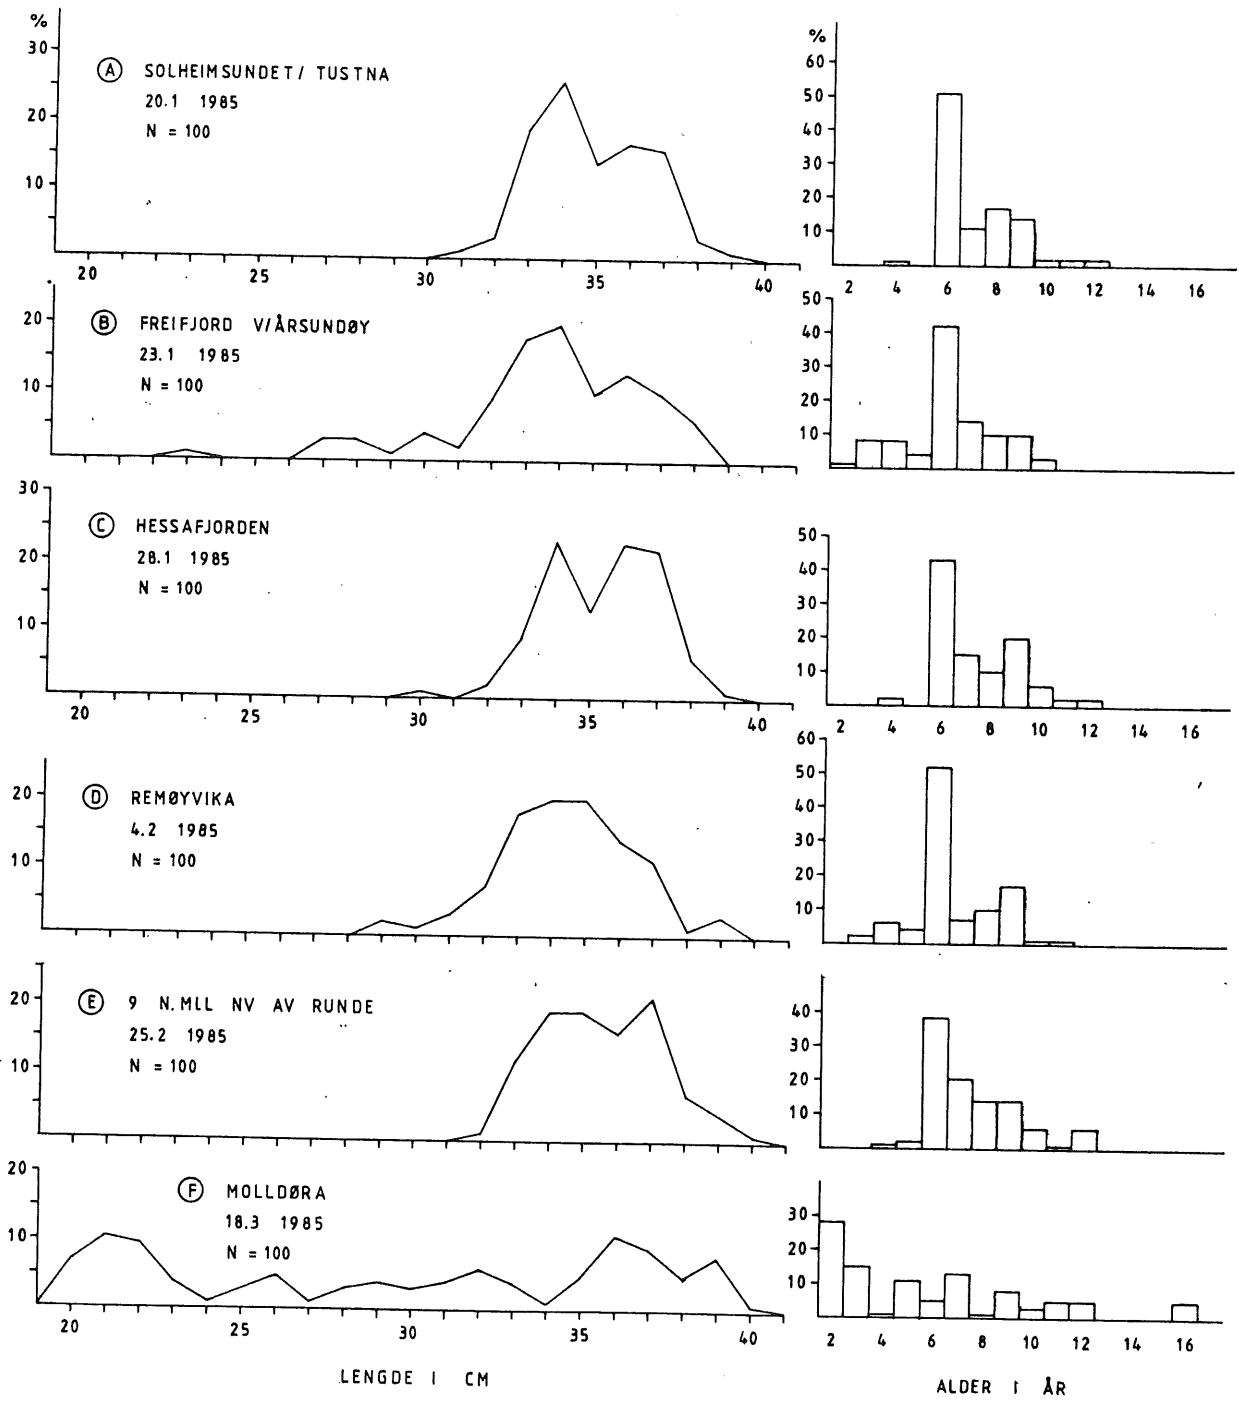 %
30
20
10
Ⓐ SOLHEIMSUNDET/ TUSTNA
20.1 1985
N = 100
20 25 30 35 40
%
60
50
40
30
20
10
2 4 6 8 10 12 14 16
20
10
Ⓑ FREIFJORD V/ÅRSUNDØY
23.1 1985
N = 100
50
40
30
20
10
30
20
10
Ⓒ HESSAFJORDEN
28.1 1985
N = 100
20 25 30 35 40
50
40
30
20
10
2 4 6 8 10 12 14 16
20
10
Ⓓ REMØYVIKA
4.2 1985
N = 100
60
50
40
30
20
10
20
10
Ⓔ 9 N.MLL NV AV RUNDE
25.2 1985
N = 100
40
30
20
10
20
10
Ⓕ MOLLDØRA
18.3 1985
N = 100
20 25 30 35 40
LENGDE I CM
30
20
10
2 4 6 8 10 12 14 16
ALDER I ÅR